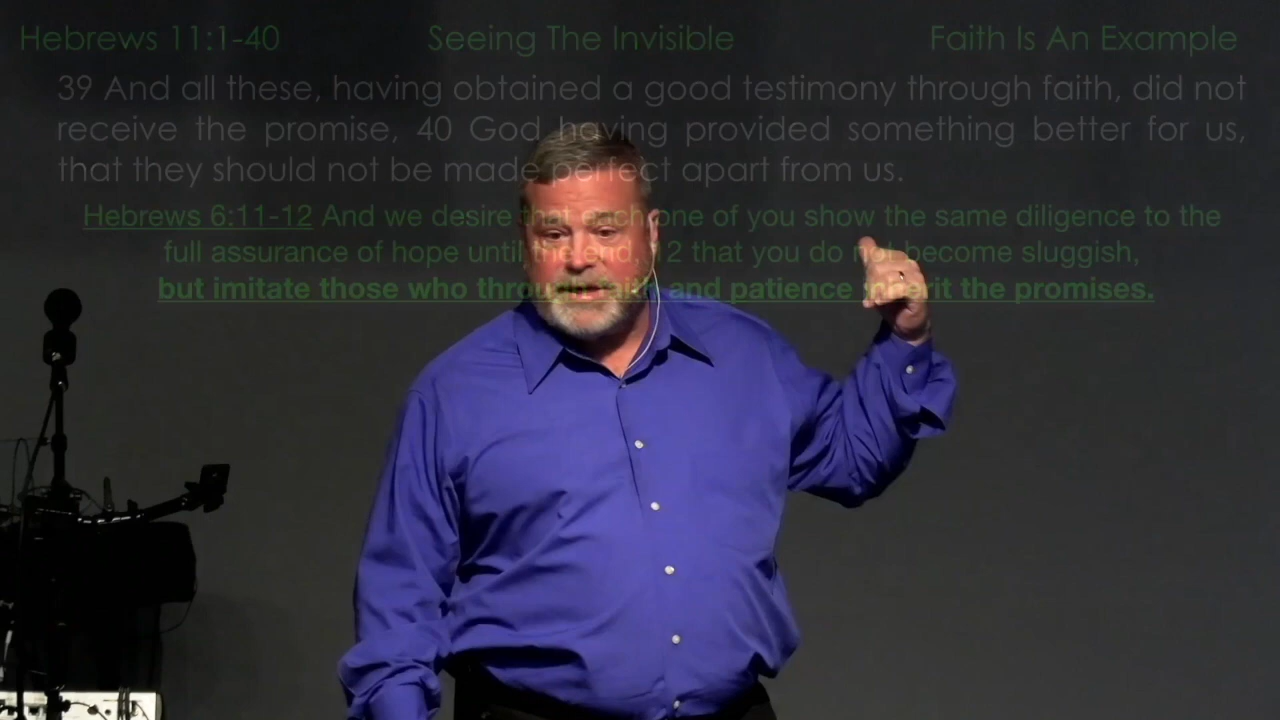 Hebrews 11:1-40 Seeing The Invisible Faith Is An Example
39 And all these, having obtained a good testimony through faith, did not
receive the promise, 40 God having provided something better for us,
that they should not be made perfect apart from us.
Hebrews 6:11-12 And we desire each one of you show the same diligence to the
full assurance of hope until the end, 12 that you do not become sluggish,
but imitate those who through and patience inherit the promises.